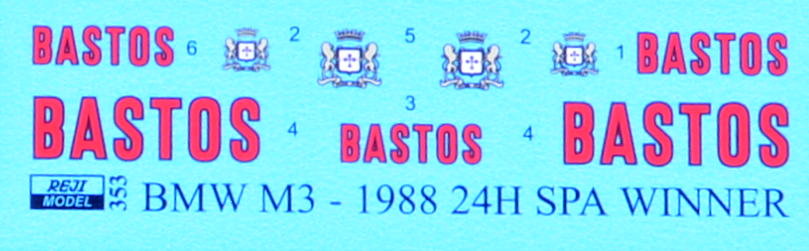 BASTOS 6 2 5 2 1 BASTOS
BASTOS 4 3 BASTOS 4 BASTOS
REJI MODEL 353 BMW M3 - 1988 24H SPA WINNER